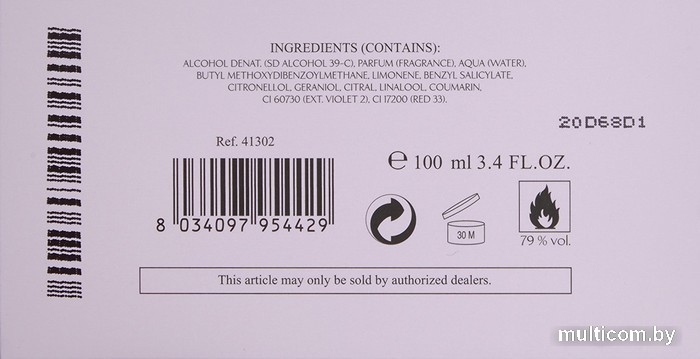 INGREDIENTS (CONTAINS):
ALCOHOL DENAT. (SD ALCOHOL 39-C), PARFUM (FRAGRANCE), AQUA (WATER),
BUTYL METHOXYDIBENZOYLMETHANE, LIMONENE, BENZYL SALICYLATE,
CITRONELLOL, GERANIOL, CITRAL, LINALOOL, COUMARIN,
CI 60730 (EXT. VIOLET 2), CI 17200 (RED 33).
20D68D1
Ref. 41302
8 034097 954429
℮ 100 ml 3.4 FL.OZ.
30 M
79 % vol.
This article may only be sold by authorized dealers.
multicom.by